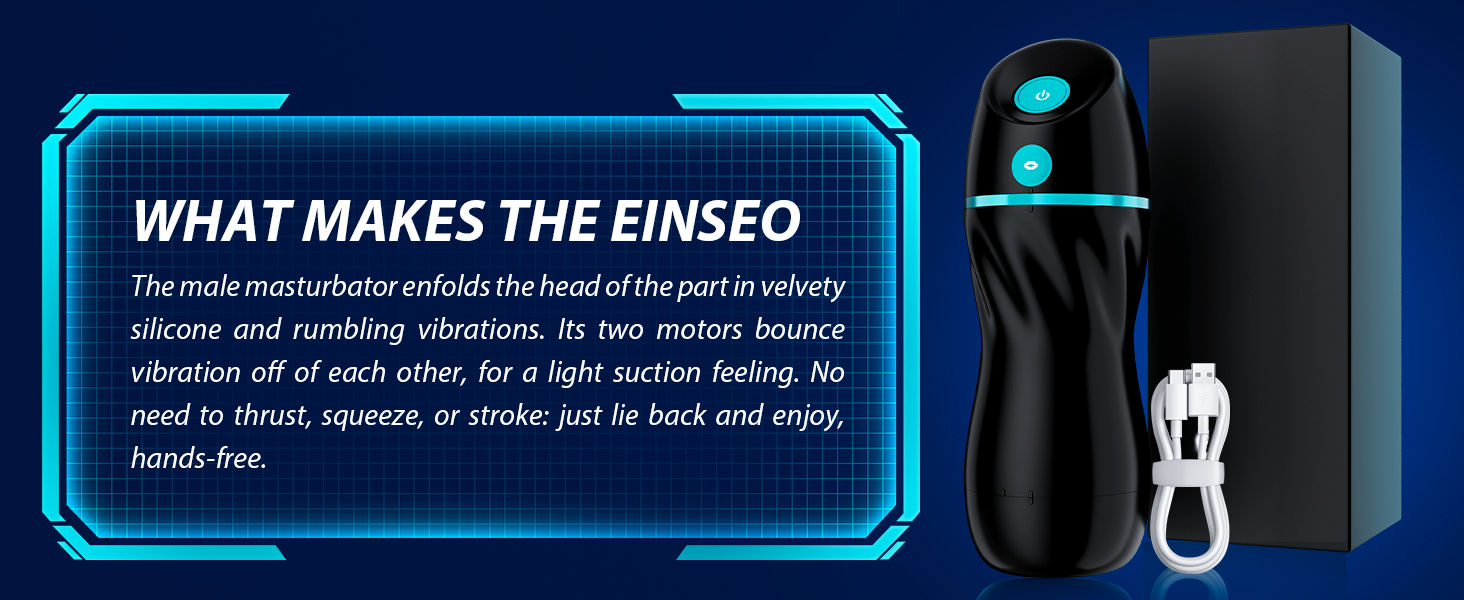 WHAT MAKES THE EINSEO
The male masturbator enfolds the head of the part in velvety
silicone and rumbling vibrations. Its two motors bounce
vibration off of each other, for a light suction feeling. No
need to thrust, squeeze, or stroke: just lie back and enjoy,
hands-free.